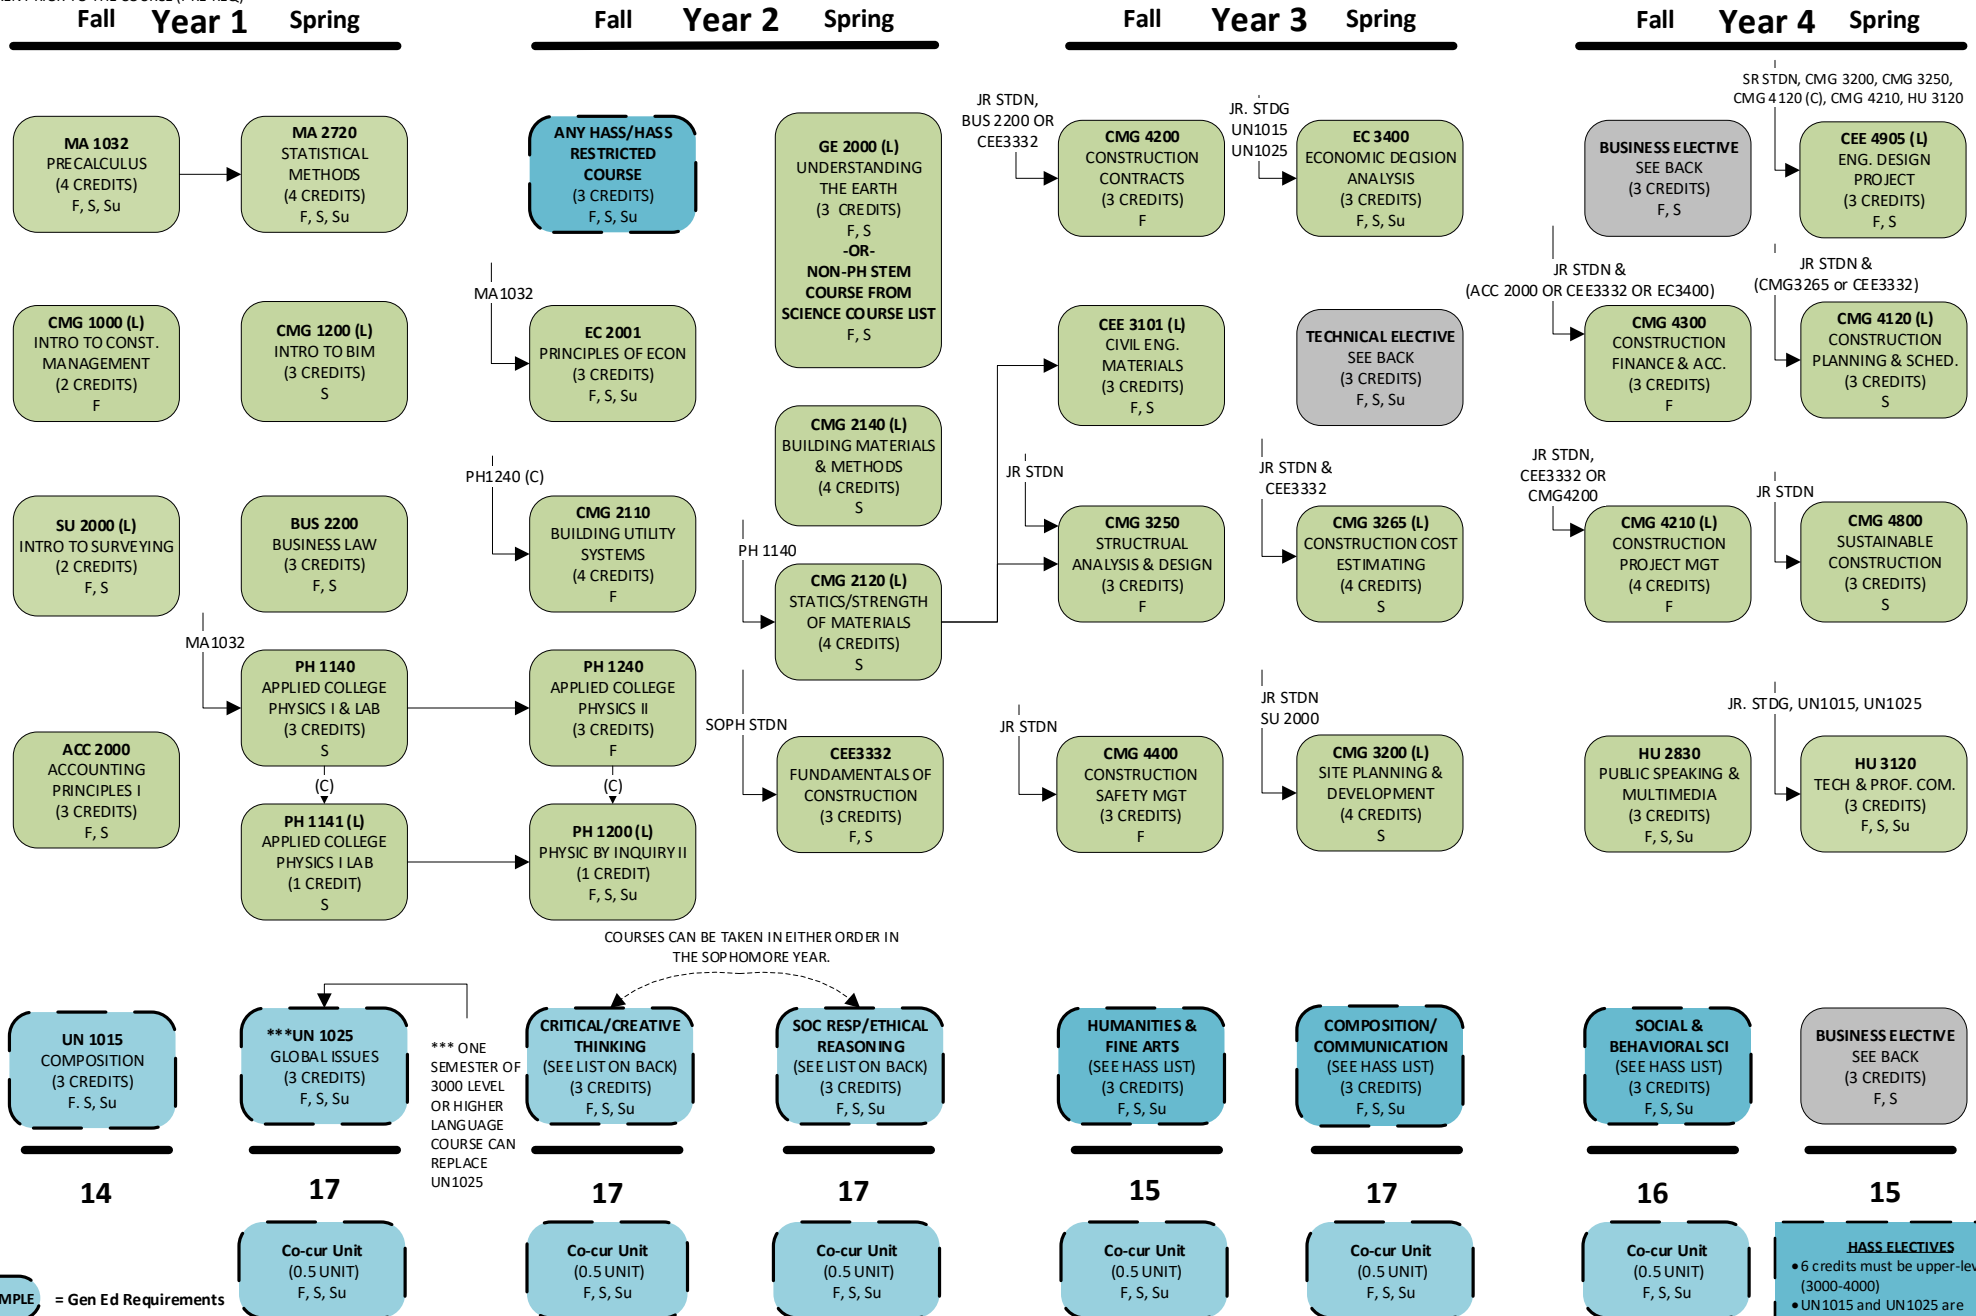 Fall Year 1 Spring
Fall Year 2 Spring
Fall Year 3 Spring
Fall Year 4 Spring
MA 1032
PRECALCULUS
(4 CREDITS)
F, S, Su
MA 2720
STATISTICAL
METHODS
(4 CREDITS)
F, S, Su
ANY HASS/HASS
RESTRICTED
COURSE
(3 CREDITS)
F, S, Su
GE 2000 (L)
UNDERSTANDING
THE EARTH
(3 CREDITS)
F, S
-OR-
NON-PH STEM
COURSE FROM
SCIENCE COURSE LIST
F, S
JR STDN,
BUS 2200 OR
CEE3332
CMG 4200
CONSTRUCTION
CONTRACTS
(3 CREDITS)
F
JR. STDG
UN1015
UN1025
EC 3400
ECONOMIC DECISION
ANALYSIS
(3 CREDITS)
F, S, Su
BUSINESS ELECTIVE
SEE BACK
(3 CREDITS)
F, S
SR STDN, CMG 3200, CMG 3250,
CMG 4120 (C), CMG 4210, HU 3120
CEE 4905 (L)
ENG. DESIGN
PROJECT
(3 CREDITS)
F, S
CMG 1000 (L)
INTRO TO CONST.
MANAGEMENT
(2 CREDITS)
F
CMG 1200 (L)
INTRO TO BIM
(3 CREDITS)
S
MA1032
EC 2001
PRINCIPLES OF ECON
(3 CREDITS)
F, S, Su
CMG 2140 (L)
BUILDING MATERIALS
& METHODS
(4 CREDITS)
S
CEE 3101 (L)
CIVIL ENG.
MATERIALS
(3 CREDITS)
F, S
TECHNICAL ELECTIVE
SEE BACK
(3 CREDITS)
F, S, Su
JR STDN &
(ACC 2000 OR CEE3332 OR EC3400)
CMG 4300
CONSTRUCTION
FINANCE & ACC.
(3 CREDITS)
F
JR STDN &
(CMG3265 or CEE3332)
CMG 4120 (L)
CONSTRUCTION
PLANNING & SCHED.
(3 CREDITS)
S
SU 2000 (L)
INTRO TO SURVEYING
(2 CREDITS)
F, S
BUS 2200
BUSINESS LAW
(3 CREDITS)
F, S
PH1240 (C)
CMG 2110
BUILDING UTILITY
SYSTEMS
(4 CREDITS)
F
PH 1140
CMG 2120 (L)
STATICS/STRENGTH
OF MATERIALS
(4 CREDITS)
S
JR STDN
CMG 3250
STRUCTRUAL
ANALYSIS & DESIGN
(3 CREDITS)
F
JR STDN &
CEE3332
CMG 3265 (L)
CONSTRUCTION COST
ESTIMATING
(4 CREDITS)
S
JR STDN,
CEE3332 OR
CMG4200
CMG 4210 (L)
CONSTRUCTION
PROJECT MGT
(4 CREDITS)
F
JR STDN
CMG 4800
SUSTAINABLE
CONSTRUCTION
(3 CREDITS)
S
ACC 2000
ACCOUNTING
PRINCIPLES I
(3 CREDITS)
F, S
MA1032
PH 1140
APPLIED COLLEGE
PHYSICS I & LAB
(3 CREDITS)
S
(C)
PH 1141 (L)
APPLIED COLLEGE
PHYSICS I LAB
(1 CREDIT)
S
PH 1240
APPLIED COLLEGE
PHYSICS II
(3 CREDITS)
F
(C)
PH 1200 (L)
PHYSIC BY INQUIRY II
(1 CREDIT)
F, S, Su
SOPH STDN
CEE3332
FUNDAMENTALS OF
CONSTRUCTION
(3 CREDITS)
F, S
JR STDN
CMG 4400
CONSTRUCTION
SAFETY MGT
(3 CREDITS)
F
JR STDN
SU 2000
CMG 3200 (L)
SITE PLANNING &
DEVELOPMENT
(4 CREDITS)
S
HU 2830
PUBLIC SPEAKING &
MULTIMEDIA
(3 CREDITS)
F, S, Su
JR. STDG, UN1015, UN1025
HU 3120
TECH & PROF. COM.
(3 CREDITS)
F, S, Su
COURSES CAN BE TAKEN IN EITHER ORDER IN
THE SOPHOMORE YEAR.
UN 1015
COMPOSITION
(3 CREDITS)
F. S, Su
***UN 1025
GLOBAL ISSUES
(3 CREDITS)
F, S, Su
*** ONE
SEMESTER OF
3000 LEVEL
OR HIGHER
LANGUAGE
COURSE CAN
REPLACE
UN1025
CRITICAL/CREATIVE
THINKING
(SEE LIST ON BACK)
(3 CREDITS)
F, S, Su
SOC RESP/ETHICAL
REASONING
(SEE LIST ON BACK)
(3 CREDITS)
F, S, Su
HUMANITIES &
FINE ARTS
(SEE HASS LIST)
(3 CREDITS)
F, S, Su
COMPOSITION/
COMMUNICATION
(SEE HASS LIST)
(3 CREDITS)
F, S, Su
SOCIAL &
BEHAVIORAL SCI
(SEE HASS LIST)
(3 CREDITS)
F, S, Su
BUSINESS ELECTIVE
SEE BACK
(3 CREDITS)
F, S
14 17 17 17 15 17 16 15
Co-cur Unit
(0.5 UNIT)
F, S, Su
Co-cur Unit
(0.5 UNIT)
F, S, Su
Co-cur Unit
(0.5 UNIT)
F, S, Su
Co-cur Unit
(0.5 UNIT)
F, S, Su
Co-cur Unit
(0.5 UNIT)
F, S, Su
Co-cur Unit
(0.5 UNIT)
F, S, Su
HASS ELECTIVES
• 6 credits must be upper-lev
(3000-4000)
• UN1015 and UN1025 are
MPLE = Gen Ed Requirements